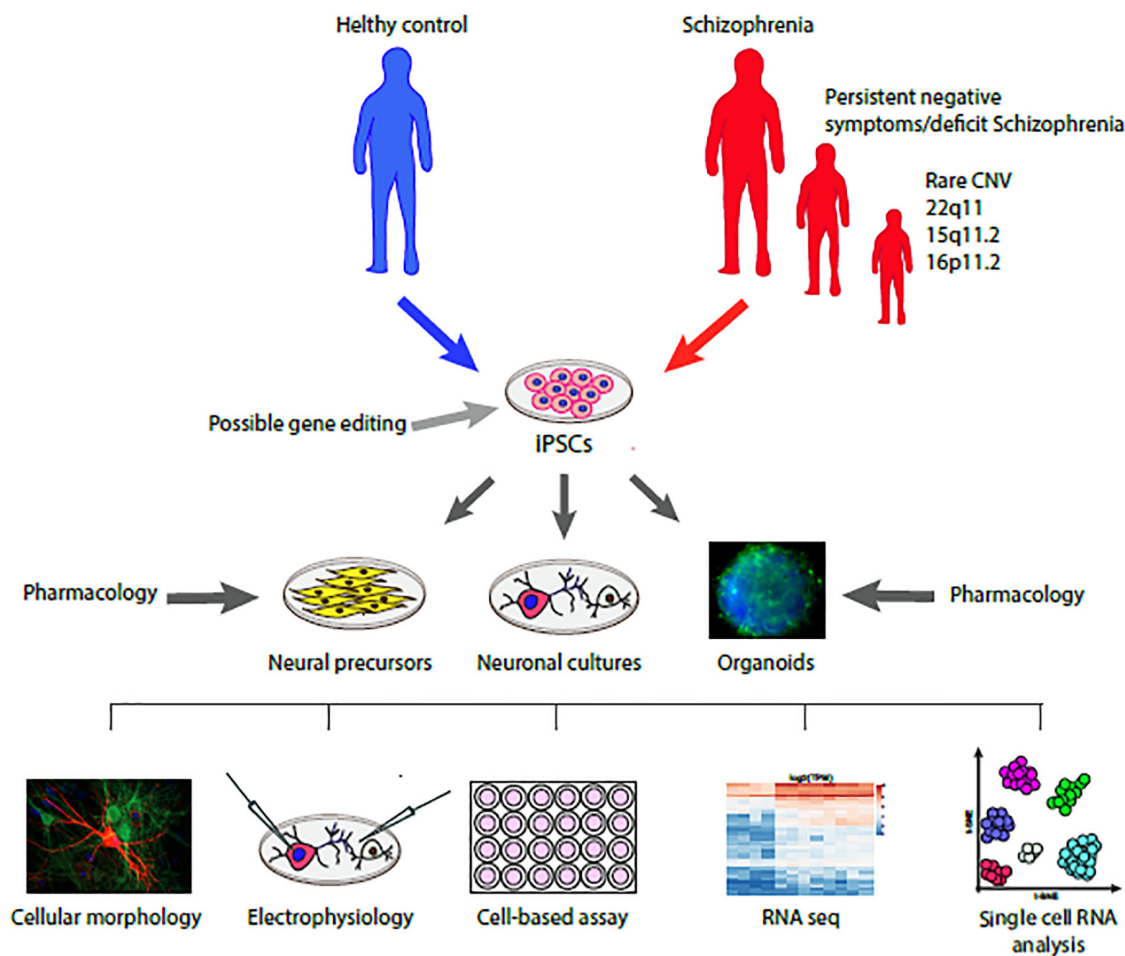 Helthy control
Schizophrenia
Persistent negative
symptoms/deficit Schizophrenia
Rare CNV
22q11
15q11.2
16p11.2
Possible gene editing
iPSCs
Pharmacology
Pharmacology
Neural precursors
Neuronal cultures
Organoids
log2(TPM)
t-SNE
t-SNE
Cellular morphology
Electrophysiology
Cell-based assay
RNA seq
Single cell RNA
analysis